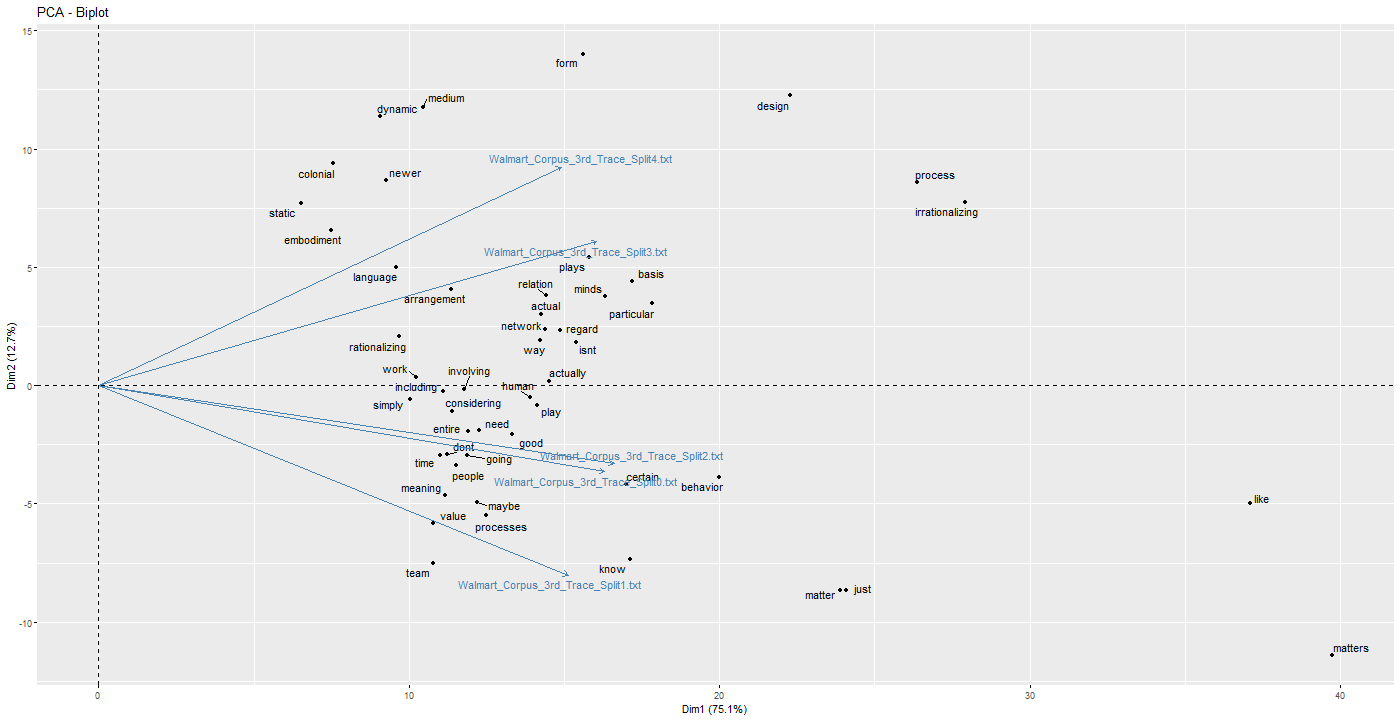 PCA - Biplot
15
form
medium
dynamic
design
10
Walmart_Corpus_3rd_Trace_Split4.txt
colonial
newer
process
static
irrationalizing
embodiment
Walmart_Corpus_3rd_Trace_Split3.txt
5
language
plays
basis
relation
minds
arrangement
actual
particular
network
regard
rationalizing
way
isnt
work
involving
actually
0
including
human
simply
considering
play
entire
need
good
dont
Walmart_Corpus_3rd_Trace_Split2.txt
time
going
people
certain
Walmart_Corpus_3rd_Trace_Split0.txt
behavior
meaning
-5
like
maybe
value
processes
know
team
Walmart_Corpus_3rd_Trace_Split1.txt
matter
just
-10
matters
0 10 20 30 40
Dim1 (75.1%)
Dim2 (12.7%)